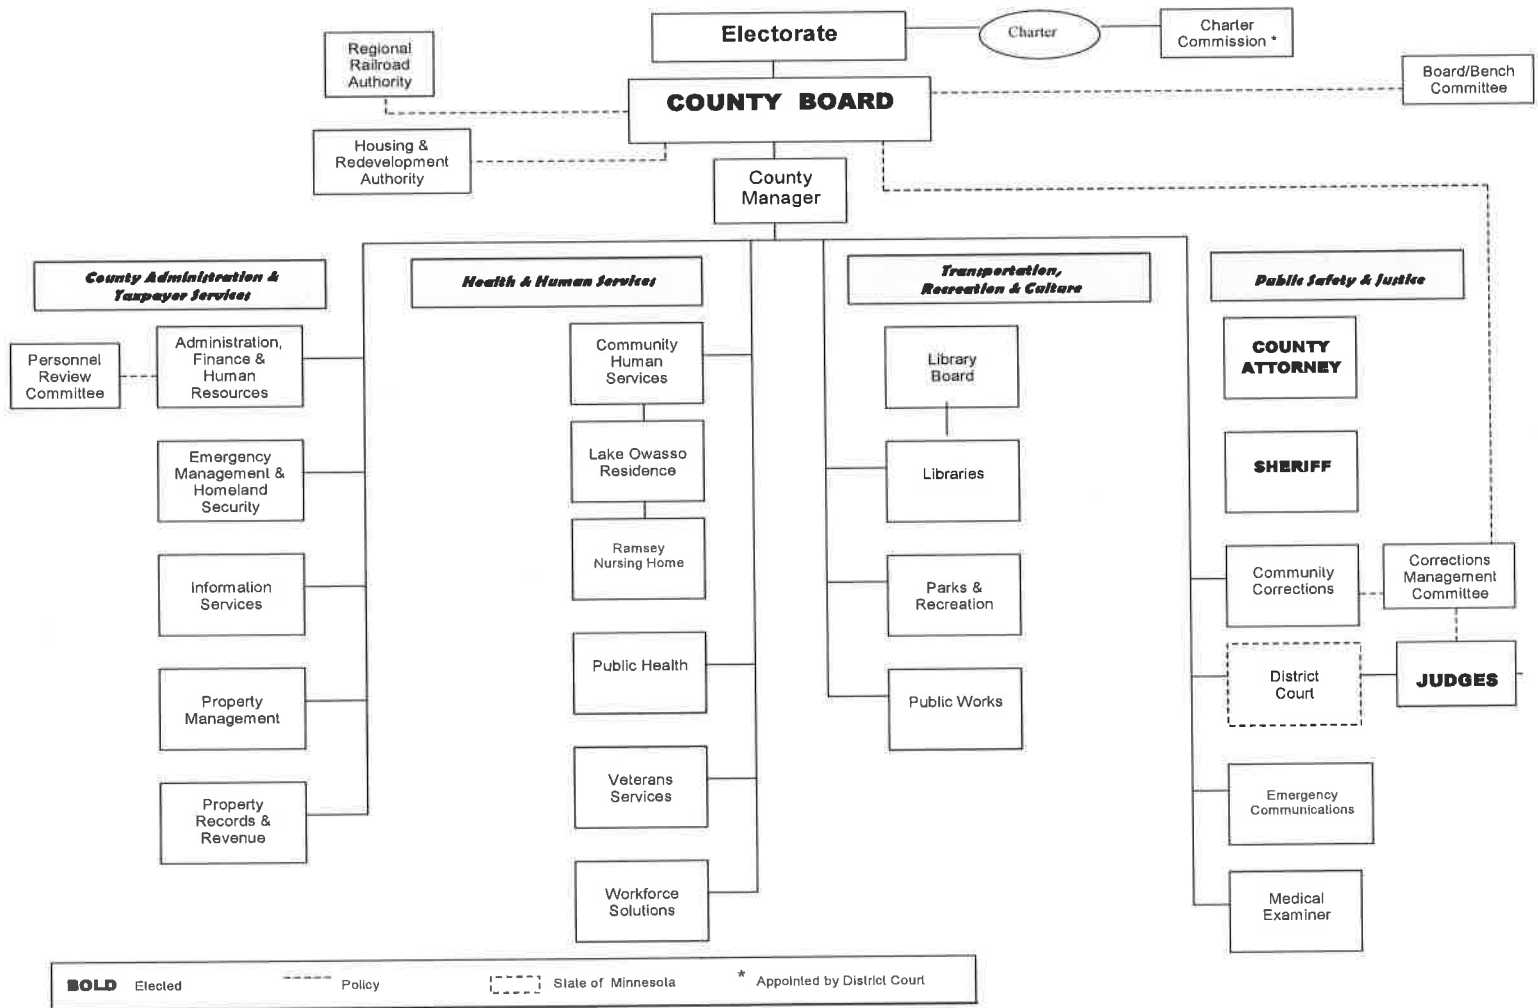 Electorate
Charter
Charter
Commission *
Regional
Railroad
Authority
COUNTY BOARD
Board/Bench
Committee
Housing &
Redevelopment
Authority
County
Manager
County Administration &
Taxpayer Services
Health & Human Services
Transportation,
Recreation & Culture
Public Safety & Justice
Personnel
Review
Committee
Administration,
Finance &
Human
Resources
Emergency
Management &
Homeland
Security
Information
Services
Property
Management
Property
Records &
Revenue
Community
Human
Services
Lake Owasso
Residence
Ramsey
Nursing Home
Public Health
Veterans
Services
Workforce
Solutions
Library
Board
Libraries
Parks &
Recreation
Public Works
COUNTY
ATTORNEY
SHERIFF
Community
Corrections
Corrections
Management
Committee
District
Court
JUDGES
Emergency
Communications
Medical
Examiner
BOLD Elected
Policy
State of Minnesota
* Appointed by District Court